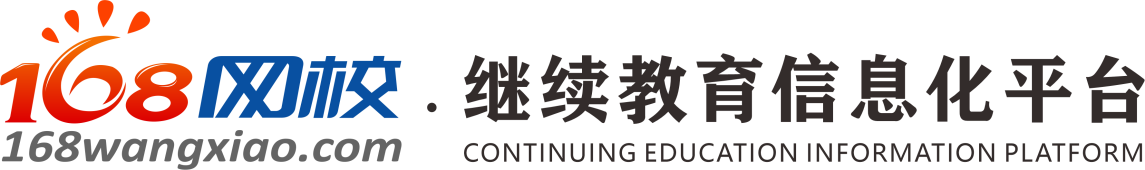 168网校·继续教育信息化平台
168wangxiao.com
CONTINUING EDUCATION INFORMATION PLATFORM